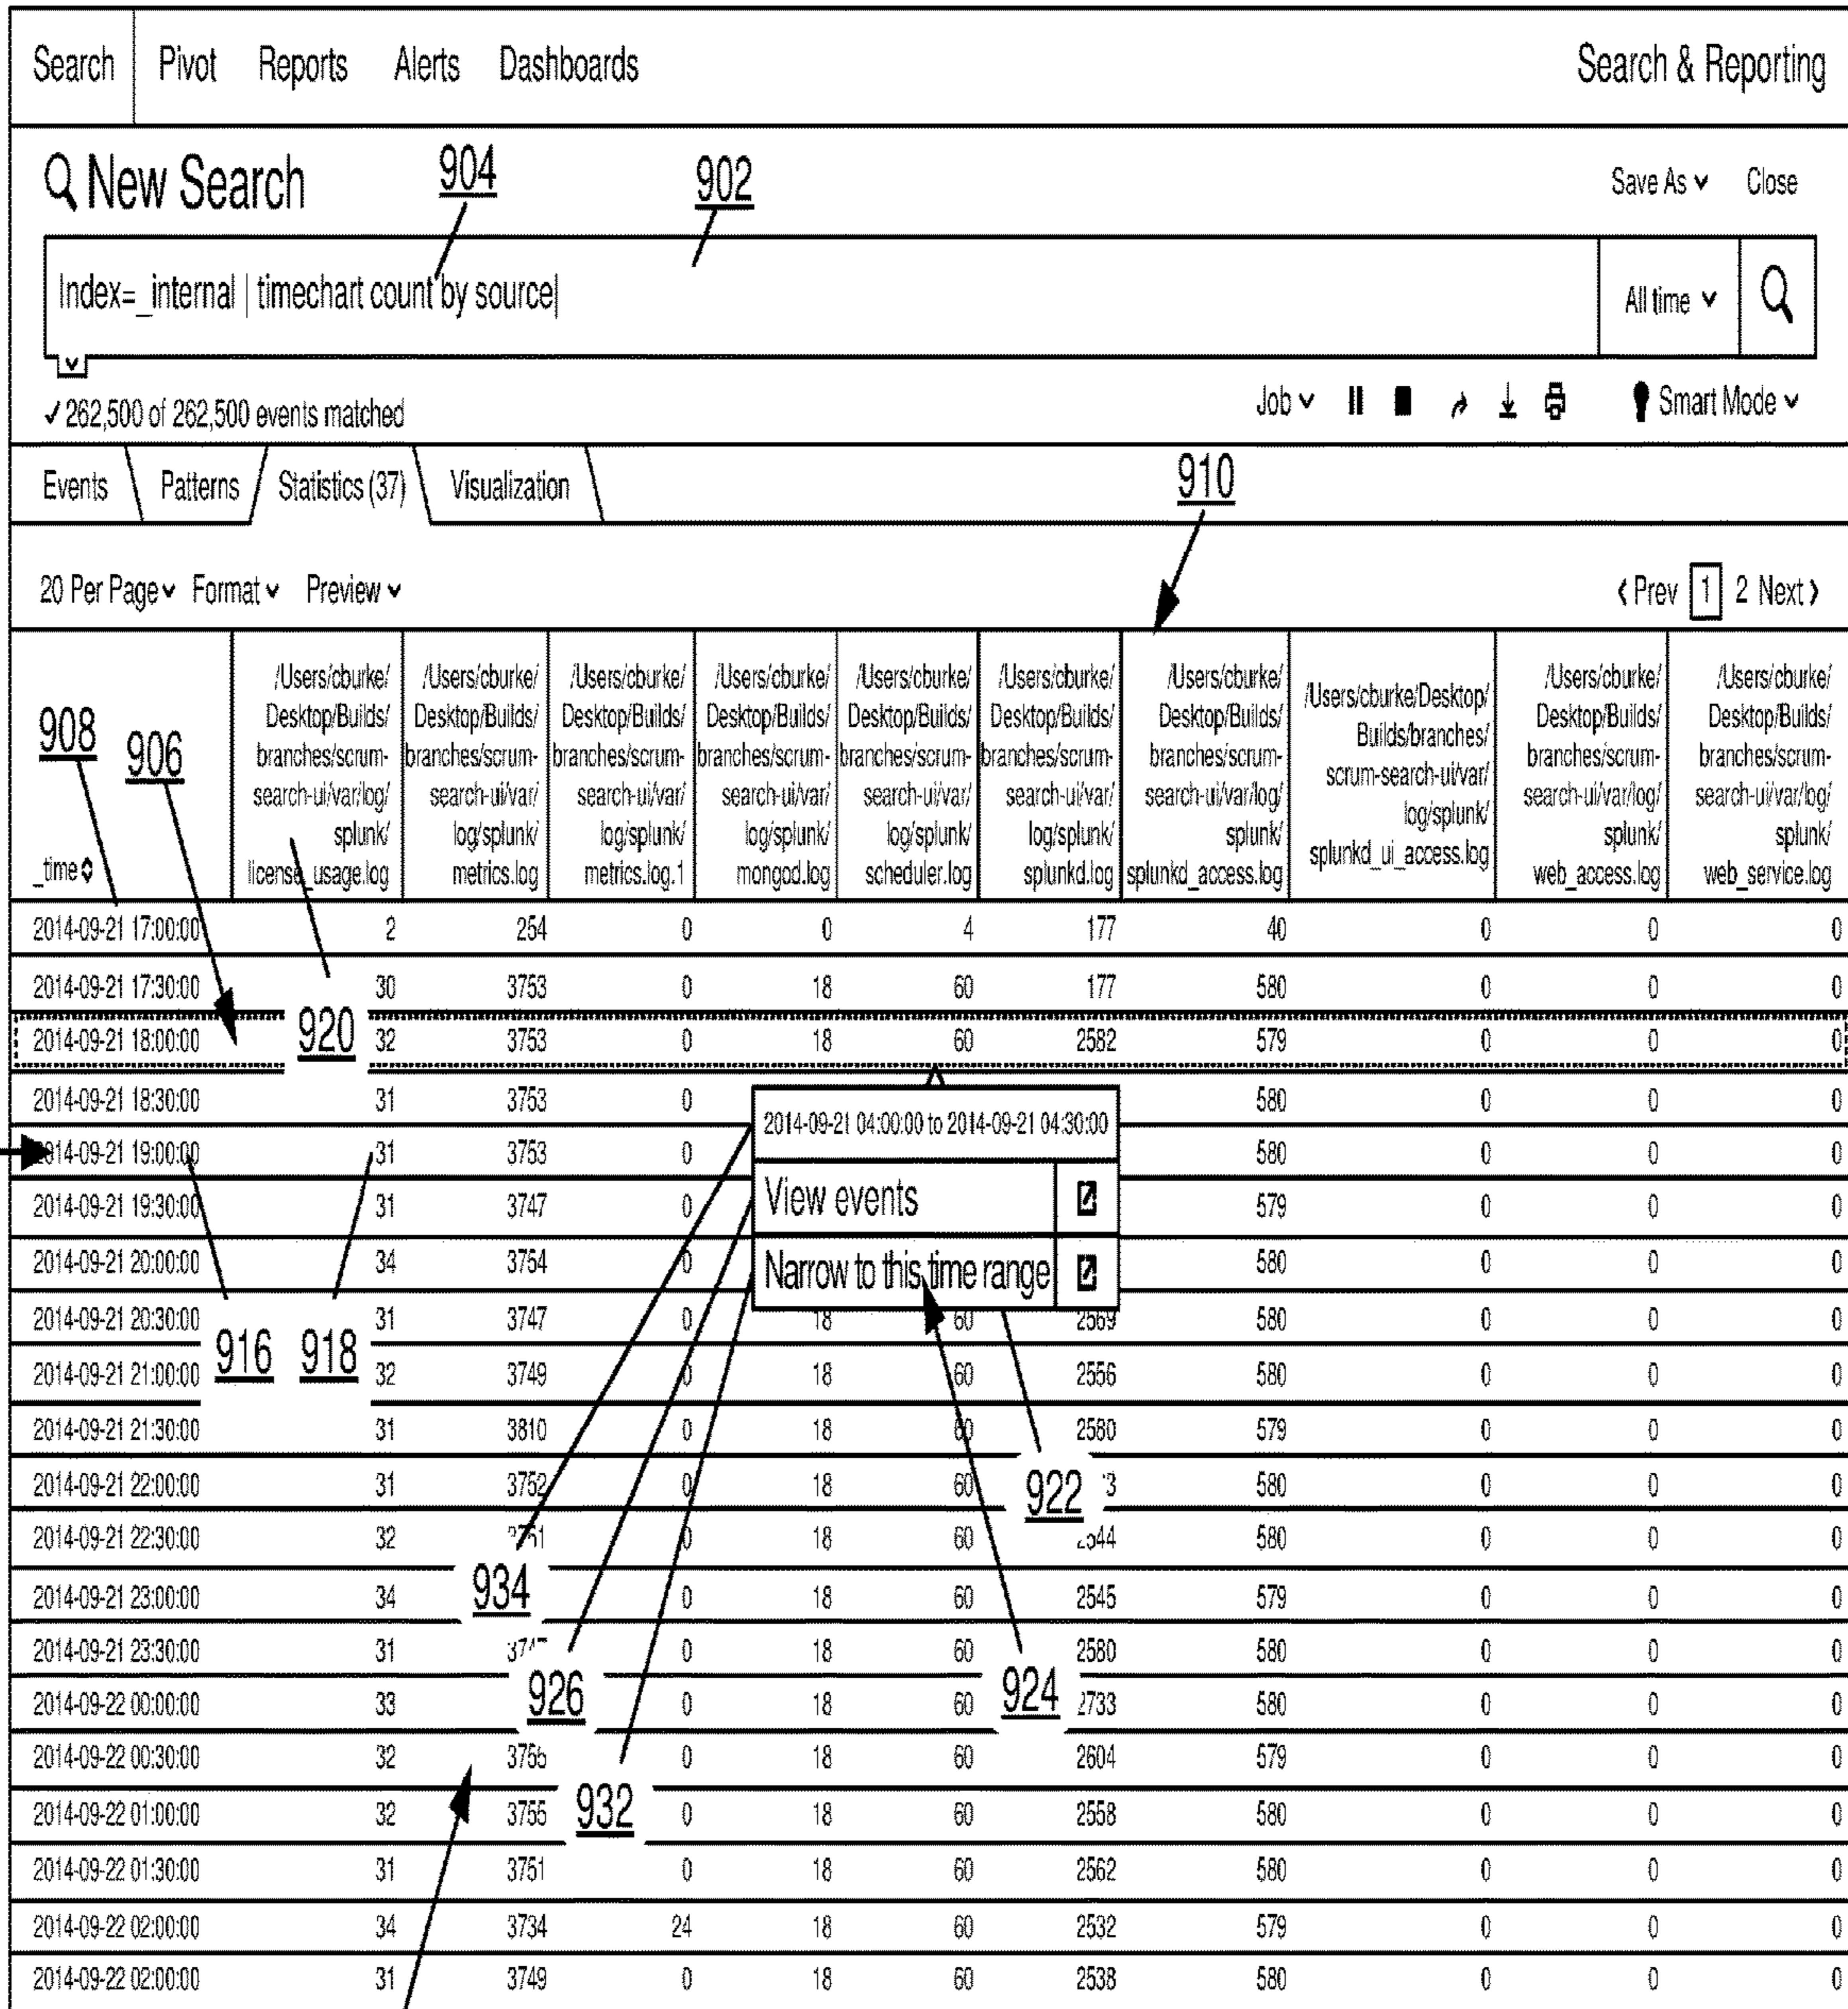 Search Pivot Reports Alerts Dashboards Search & Reporting
New Search 904 902 Save As Close
Index=_internal | timechart count by source| All time
262,500 of 262,500 events matched Job Smart Mode
Events Patterns Statistics (37) Visualization 910
20 Per Page Format Preview < Prev 1 2 Next >
908 906
_time
/Users/cburke/
Desktop/Builds/
branches/scrum-
search-ui/var/log/
splunk/
license_usage.log
/Users/cburke/
Desktop/Builds/
branches/scrum-
search-ui/var/
log/splunk/
metrics.log
/Users/cburke/
Desktop/Builds/
branches/scrum-
search-ui/var/
log/splunk/
metrics.log.1
/Users/cburke/
Desktop/Builds/
branches/scrum-
search-ui/var/
log/splunk/
mongod.log
/Users/cburke/
Desktop/Builds/
branches/scrum-
search-ui/var/
log/splunk/
scheduler.log
/Users/cburke/
Desktop/Builds/
branches/scrum-
search-ui/var/
log/splunk/
splunkd.log
/Users/cburke/
Desktop/Builds/
branches/scrum-
search-ui/var/log/
splunk/
splunkd_access.log
/Users/cburke/Desktop/
Builds/branches/
scrum-search-ui/var/
log/splunk/
splunkd_ui_access.log
/Users/cburke/
Desktop/Builds/
branches/scrum-
search-ui/var/log/
splunk/
web_access.log
/Users/cburke/
Desktop/Builds/
branches/scrum-
search-ui/var/log/
splunk/
web_service.log
2014-09-21 17:00:00 2 254 0 0 4 177 40 0 0 0
2014-09-21 17:30:00 30 3753 0 18 60 177 580 0 0 0
2014-09-21 18:00:00 920 32 3753 0 18 60 2582 579 0 0 0
2014-09-21 18:30:00 31 3753 0 580 0 0 0
2014-09-21 04:00:00 to 2014-09-21 04:30:00
2014-09-21 19:00:00 31 3753 0 580 0 0 0
2014-09-21 19:30:00 31 3747 0 View events 579 0 0 0
2014-09-21 20:00:00 34 3754 0 Narrow to this time range 580 0 0 0
2014-09-21 20:30:00 31 3747 0 18 60 2569 580 0 0 0
916 918
2014-09-21 21:00:00 32 3749 0 18 60 2556 580 0 0 0
2014-09-21 21:30:00 31 3810 0 18 60 2580 579 0 0 0
2014-09-21 22:00:00 31 3752 0 18 60 922 580 0 0 0
2014-09-21 22:30:00 32 0 18 60 580 0 0 0
2014-09-21 23:00:00 34 934 0 18 60 2545 579 0 0 0
2014-09-21 23:30:00 31 0 18 60 2580 580 0 0 0
2014-09-22 00:00:00 33 926 0 18 60 924 2733 580 0 0 0
2014-09-22 00:30:00 32 3755 0 18 60 2604 579 0 0 0
2014-09-22 01:00:00 32 3755 932 0 18 60 2558 580 0 0 0
2014-09-22 01:30:00 31 3751 0 18 60 2562 580 0 0 0
2014-09-22 02:00:00 34 3734 24 18 60 2532 579 0 0 0
2014-09-22 02:00:00 31 3749 0 18 60 2538 580 0 0 0